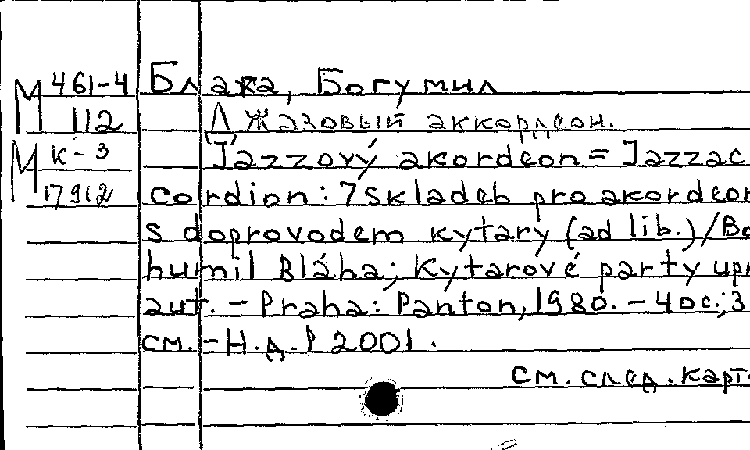 М 461-4 Блага, Богумил
112 Джазовый аккордеон.
М К-3 Jazzový akordeon = Jazzac
17912 cordion: 7 skladeb pro akordeon
s doprovodem kytary (ad lib.)/Bo
humil Bláha; Kytarové party upr
aut. - Praha: Panton, 1980. - 40 с.; 3
см. - Н.д. P 2001.
см. след. карт.